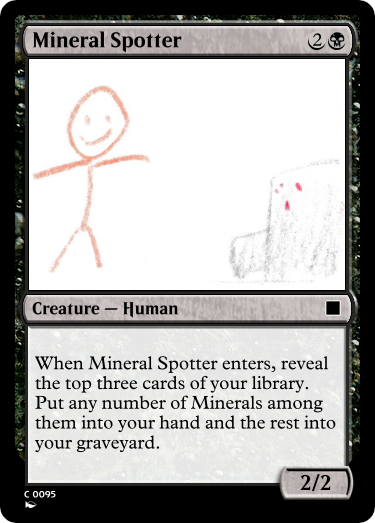 Mineral Spotter 2
Creature — Human
When Mineral Spotter enters, reveal
the top three cards of your library.
Put any number of Minerals among
them into your hand and the rest into
your graveyard.
2/2
C 0095